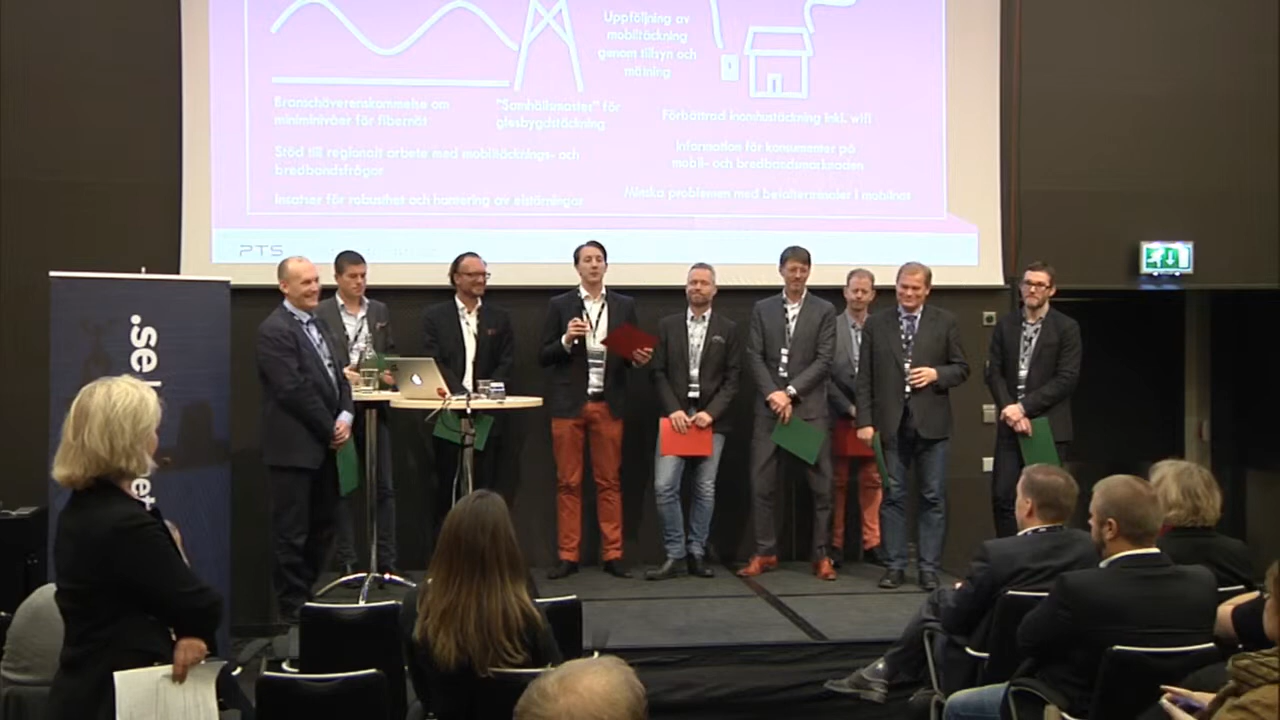 Uppföljning av
mobiltäckning
genom tillsyn och
mätning
Branschöverenskommelse om
miniminivåer för fibernät
"Samhällsmaster" för
glesbygdstäckning
Förbättrad inomhustäckning inkl. wifi
Stöd till regionalt arbete med mobiltäcknings- och
bredbandsfrågor
Information för konsumenter på
mobil- och bredbandsmarknaden
Insatser för robusthet och hantering av elstörningar
Minska problemen med betalterminaler i mobilnät
PTS
.se